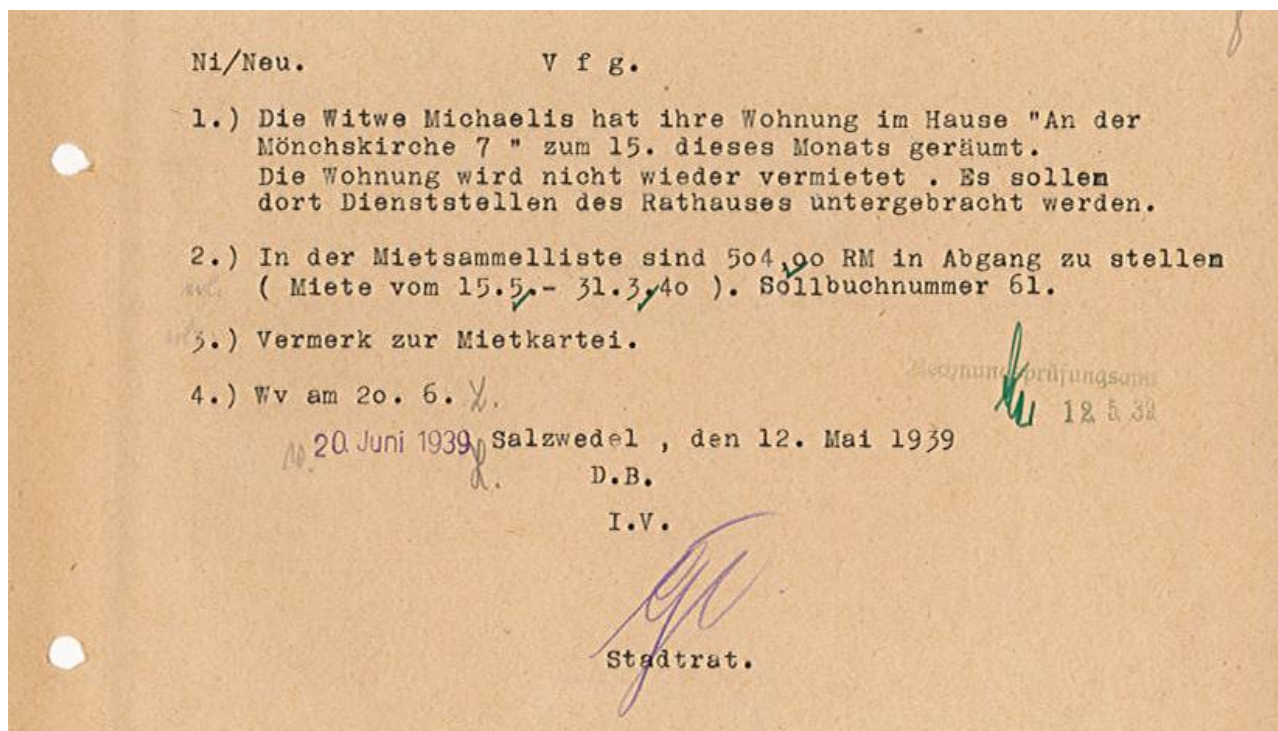 Ni/Neu. V f g.
1.) Die Witwe Michaelis hat ihre Wohnung im Hause "An der
Mönchskirche 7 " zum 15. dieses Monats geräumt.
Die Wohnung wird nicht wieder vermietet . Es sollen
dort Dienststellen des Rathauses untergebracht werden.
2.) In der Mietsammelliste sind 5o4,oo RM in Abgang zu stellen
( Miete vom 15.5.- 31.3.4o ). Sollbuchnummer 61.
3.) Vermerk zur Mietkartei.
4.) Wv am 2o. 6.
Rechnungsprüfungsamt
12. 5. 39
20. Juni 1939 Salzwedel , den 12. Mai 1939
D.B.
I.V.
Stadtrat.